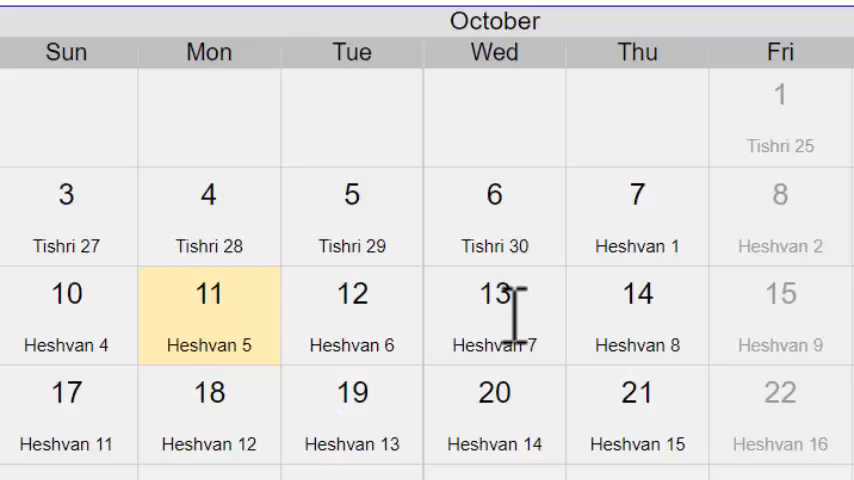 October
Sun Mon Tue Wed Thu Fri
1
Tishri 25
3 4 5 6 7 8
Tishri 27 Tishri 28 Tishri 29 Tishri 30 Heshvan 1 Heshvan 2
10 11 12 13 14 15
Heshvan 4 Heshvan 5 Heshvan 6 Heshvan 7 Heshvan 8 Heshvan 9
17 18 19 20 21 22
Heshvan 11 Heshvan 12 Heshvan 13 Heshvan 14 Heshvan 15 Heshvan 16